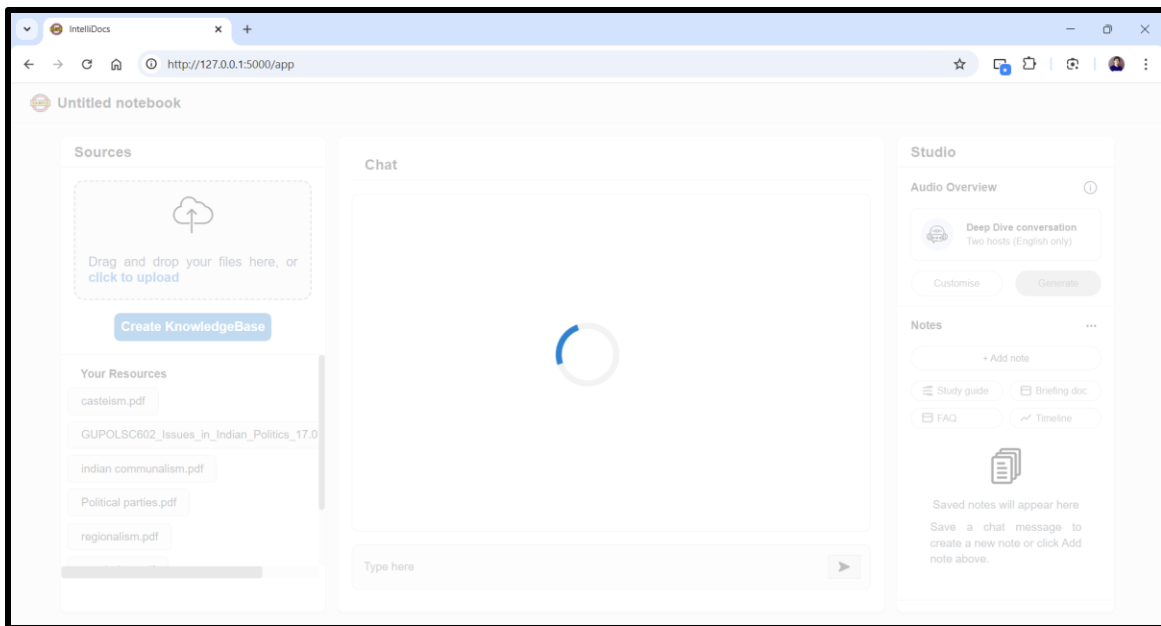 IntelliDocs
http://127.0.0.1:5000/app
Untitled notebook
Sources
Drag and drop your files here, or
click to upload
Create KnowledgeBase
Your Resources
casteism.pdf
GUPOLSC602_Issues_in_Indian_Politics_17.0
indian communalism.pdf
Political parties.pdf
regionalism.pdf
Chat
Type here
Studio
Audio Overview
Deep Dive conversation
Two hosts (English only)
Customise
Generate
Notes
+ Add note
Study guide
Briefing doc
FAQ
Timeline
Saved notes will appear here
Save a chat message to
create a new note or click Add
note above.